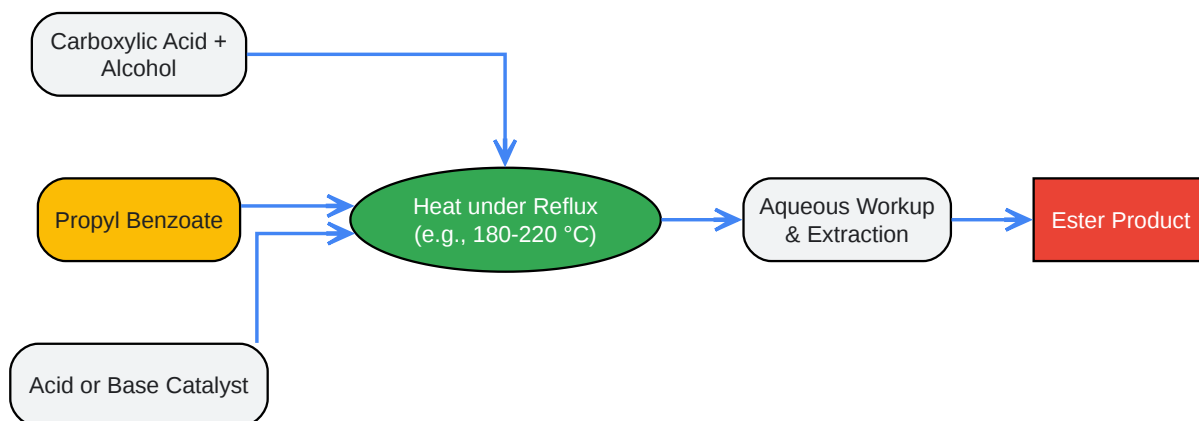 Carboxylic Acid +
Alcohol
Propyl Benzoate
Heat under Reflux
(e.g., 180-220 °C)
Aqueous Workup
& Extraction
Ester Product
Acid or Base Catalyst